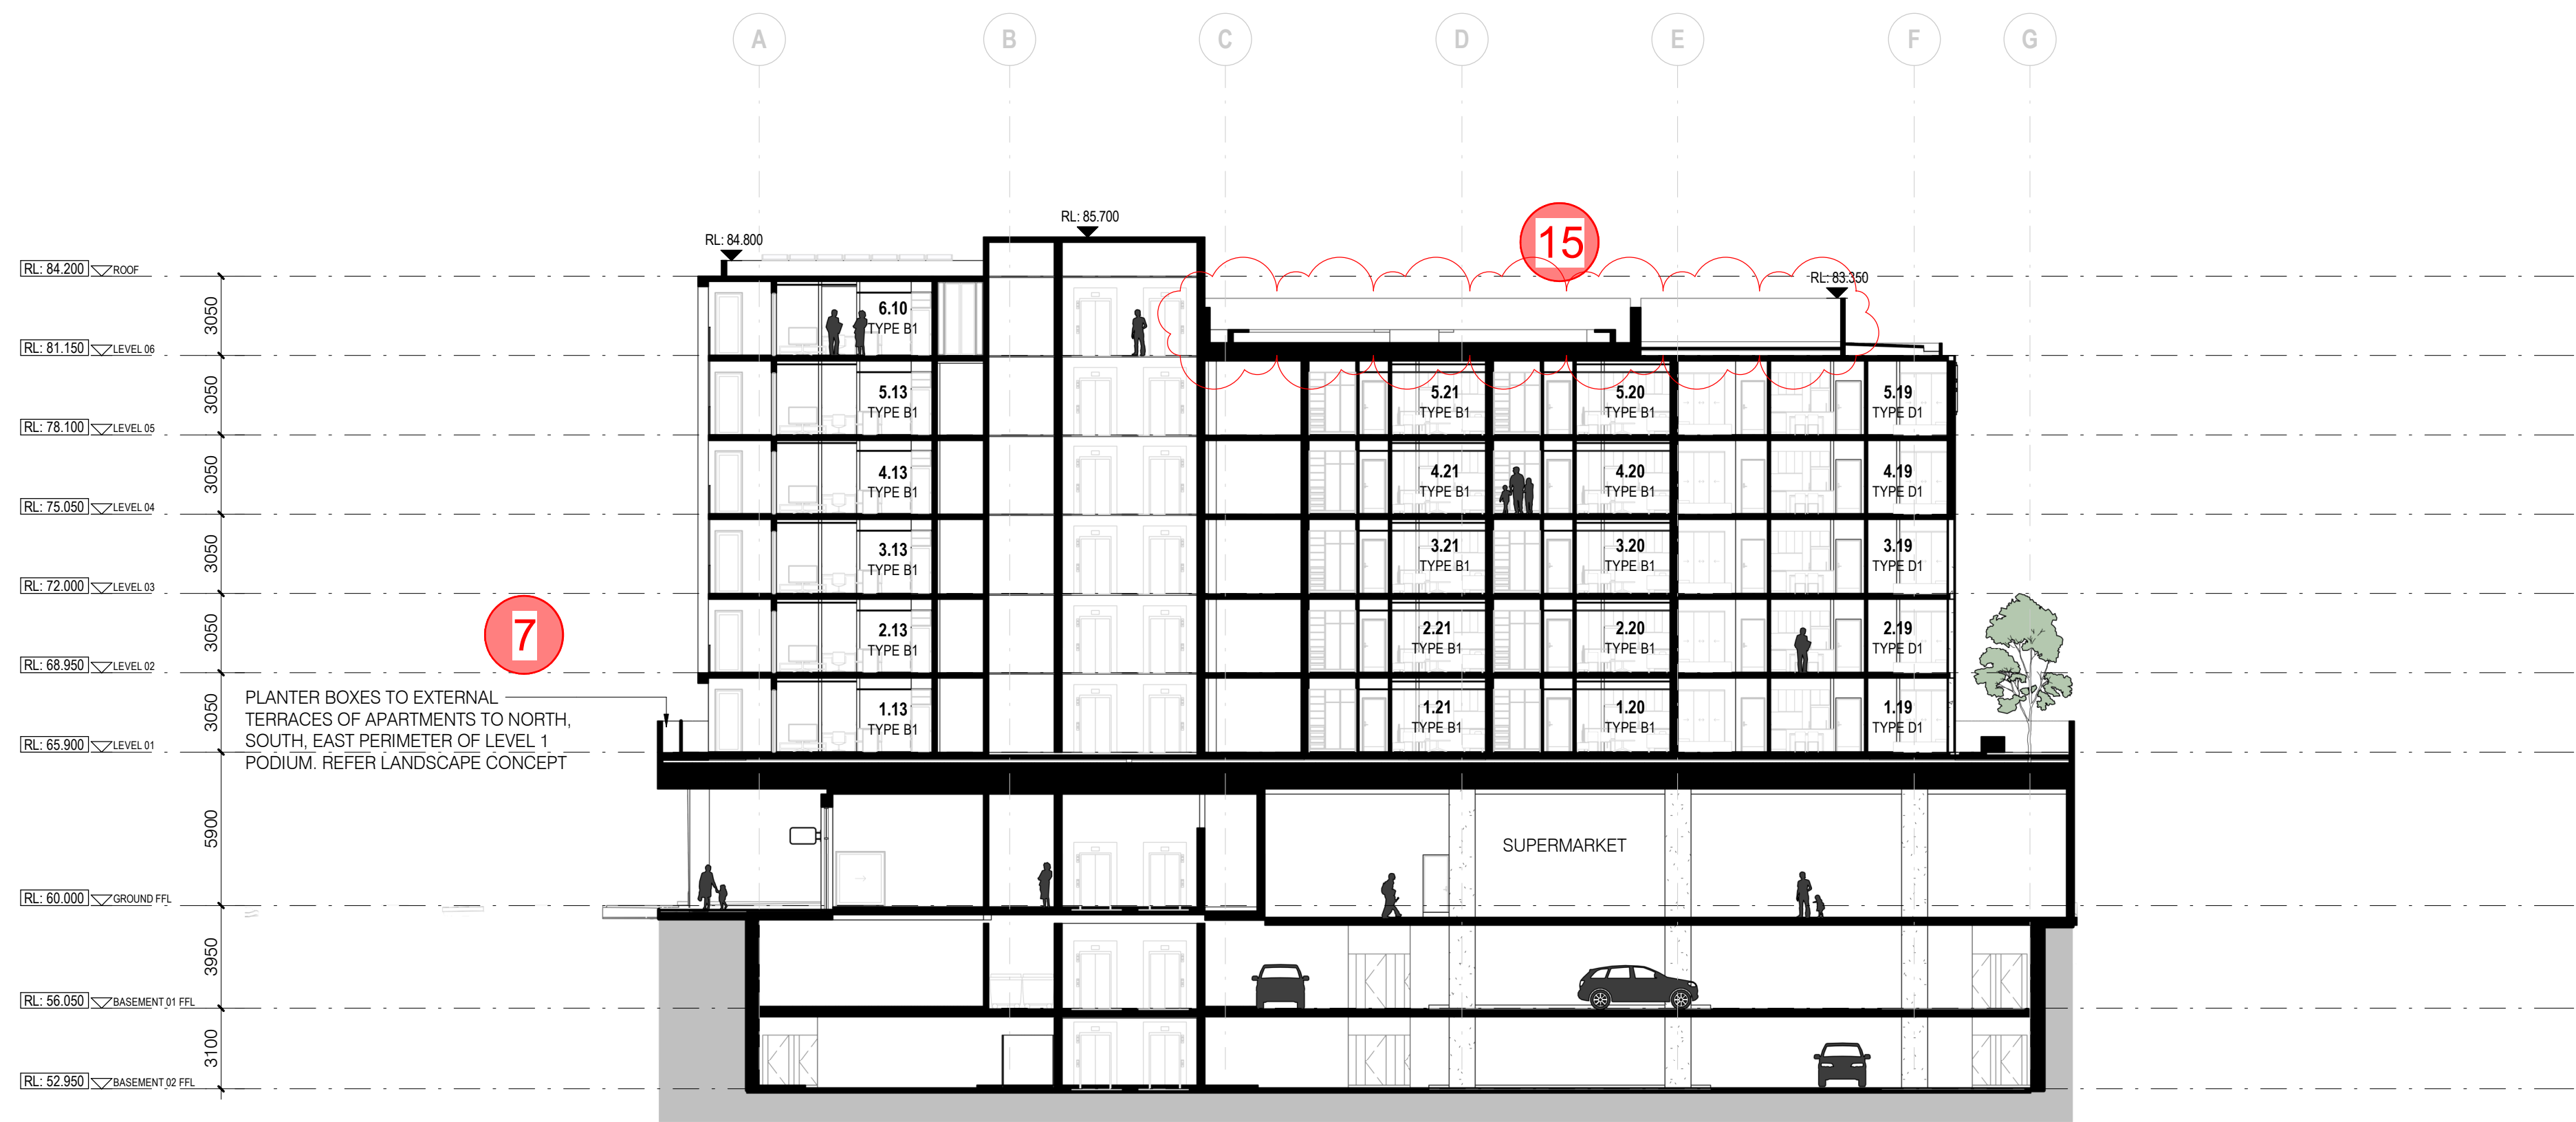 A B C D E F G
RL: 85.700
RL: 84.800
15
RL: 84.200 ROOF
RL: 83.350
3050
6.10
TYPE B1
RL: 81.150 LEVEL 06
3050
5.13 5.21 5.20 5.19
TYPE B1 TYPE B1 TYPE B1 TYPE D1
RL: 78.100 LEVEL 05
3050
4.13 4.21 4.20 4.19
TYPE B1 TYPE B1 TYPE B1 TYPE D1
RL: 75.050 LEVEL 04
3050
3.13 3.21 3.20 3.19
TYPE B1 TYPE B1 TYPE B1 TYPE D1
RL: 72.000 LEVEL 03
7
3050
2.13 2.21 2.20 2.19
TYPE B1 TYPE B1 TYPE B1 TYPE D1
RL: 68.950 LEVEL 02
3050
PLANTER BOXES TO EXTERNAL
TERRACES OF APARTMENTS TO NORTH,
SOUTH, EAST PERIMETER OF LEVEL 1
PODIUM. REFER LANDSCAPE CONCEPT
1.13 1.21 1.20 1.19
TYPE B1 TYPE B1 TYPE B1 TYPE D1
RL: 65.900 LEVEL 01
5900
SUPERMARKET
RL: 60.000 GROUND FFL
3950
RL: 56.050 BASEMENT 01 FFL
3100
RL: 52.950 BASEMENT 02 FFL